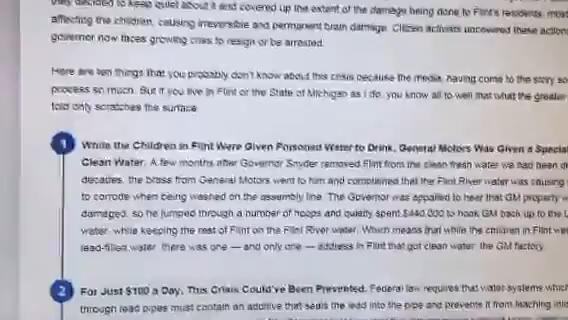 they decided to keep quiet about it and covered up the extent of the damage being done to Flint's residents, most
affecting the children, causing irreversible and permanent brain damage. Citizen activists uncovered these actions
governor now faces growing cries to resign or be arrested.
Here are ten things that you probably don't know about this crisis because the media, having come to the story so
process so much. But if you live in Flint or the State of Michigan as I do, you know all to well that what the greater
told only scratches the surface.
1 While the Children in Flint Were Given Poisoned Water to Drink, General Motors Was Given a Special
Clean Water. A few months after Governor Snyder removed Flint from the clean fresh water we had been
decades, the brass from General Motors went to him and complained that the Flint River water was causing
to corrode when being washed on the assembly line. The Governor was appalled to hear that GM property
damaged, so he jumped through a number of hoops and quietly spent $440,000 to hook GM back up to the
water, while keeping the rest of Flint on the Flint River water. Which means that while the children in Flint
lead-filled water, there was one — and only one — address in Flint that got clean water: the GM factory.
2 For Just $100 a Day, This Crisis Could've Been Prevented. Federal law requires that water systems which
through lead pipes must contain an additive that seals the lead into the pipe and prevents it from leaching